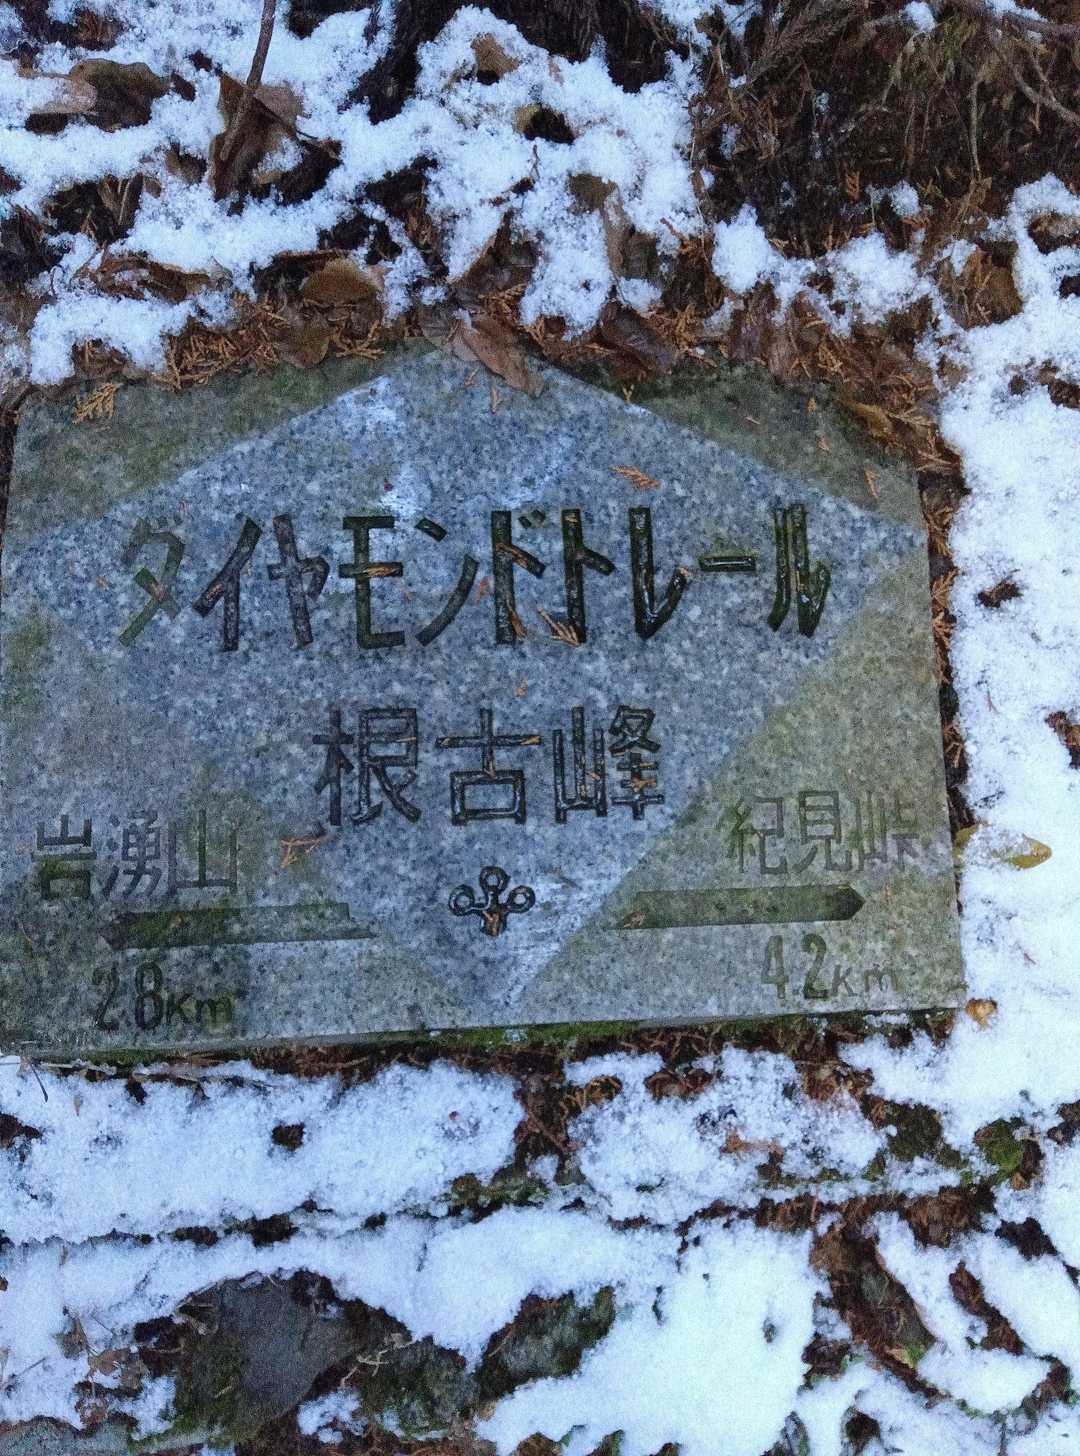 ダイヤモンドトレール
根古峰
岩湧山
2.8Km
紀見峠
4.2Km